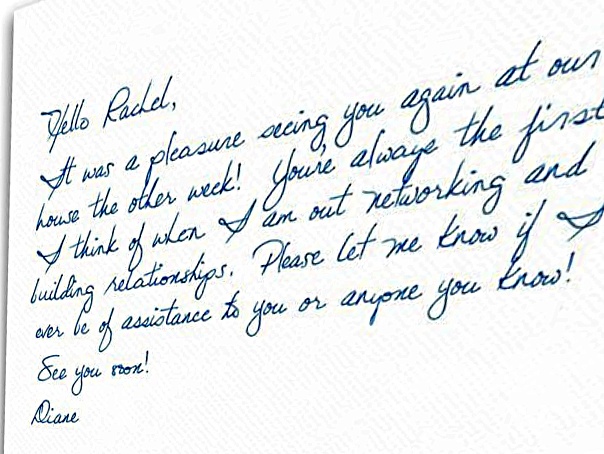 Hello Rachel,
It was a pleasure seeing you again at our
house the other week! You're always the first
I think of when I am out networking and
building relationships. Please let me know if I
ever be of assistance to you or anyone you know!
See you soon!
Diane